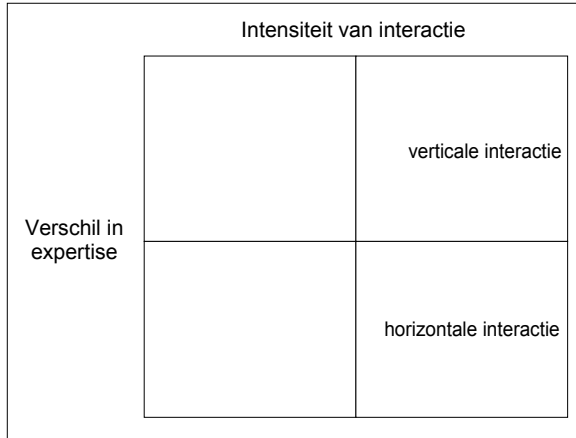 Intensiteit van interactie
verticale interactie
Verschil in
expertise
horizontale interactie